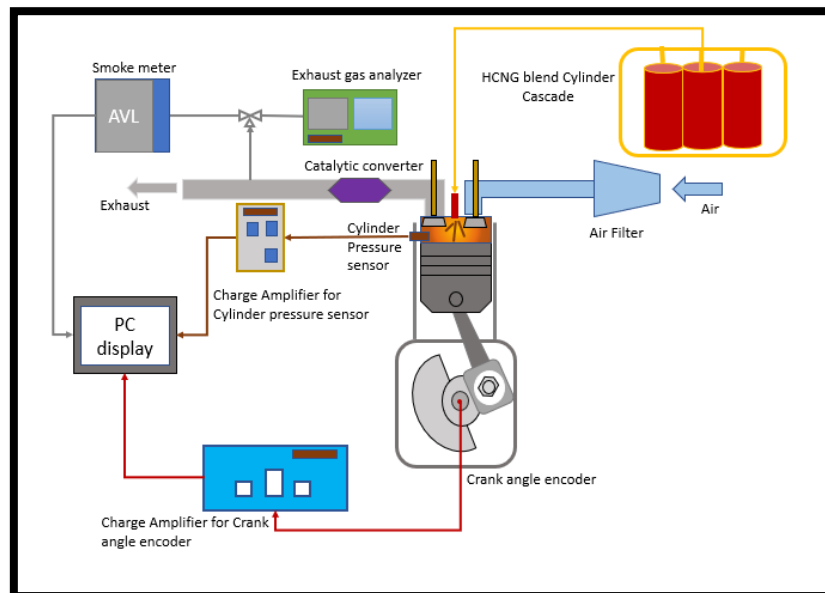 Smoke meter
AVL
Exhaust gas analyzer
HCNG blend Cylinder
Cascade
Catalytic converter
Exhaust
Air
Air Filter
Cylinder
Pressure
sensor
Charge Amplifier for
Cylinder pressure sensor
PC
display
Crank angle encoder
Charge Amplifier for Crank
angle encoder